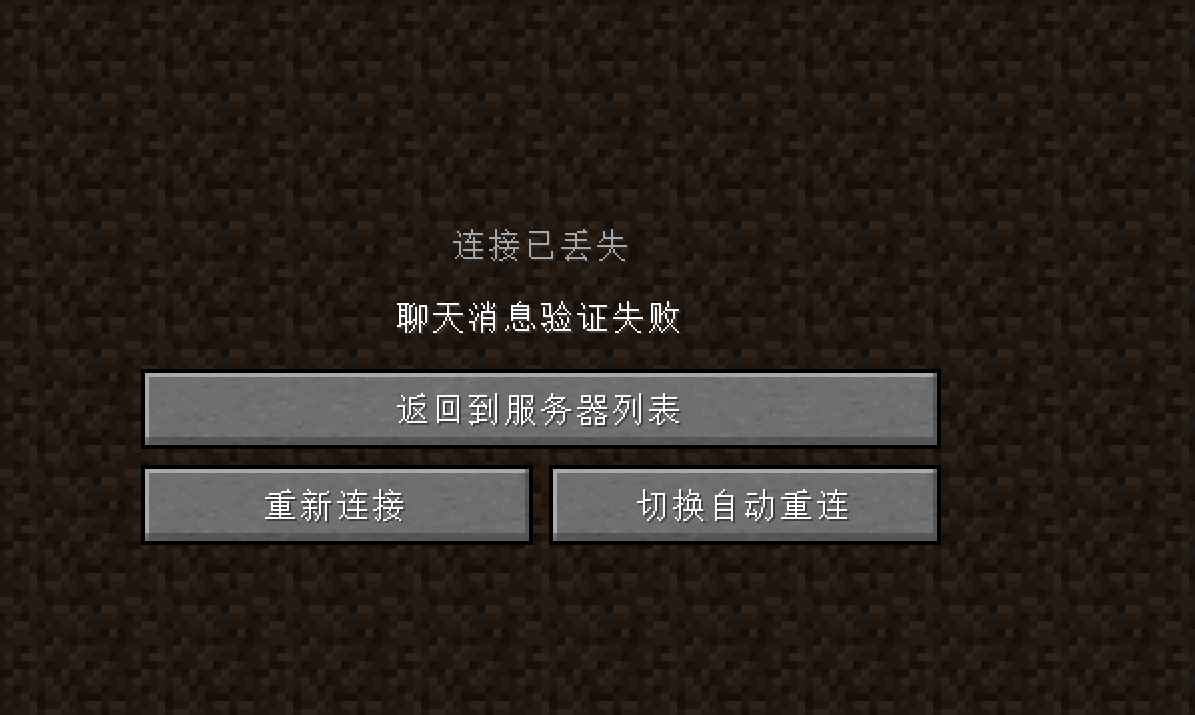 连接已丢失
聊天消息验证失败
返回到服务器列表
重新连接
切换自动重连